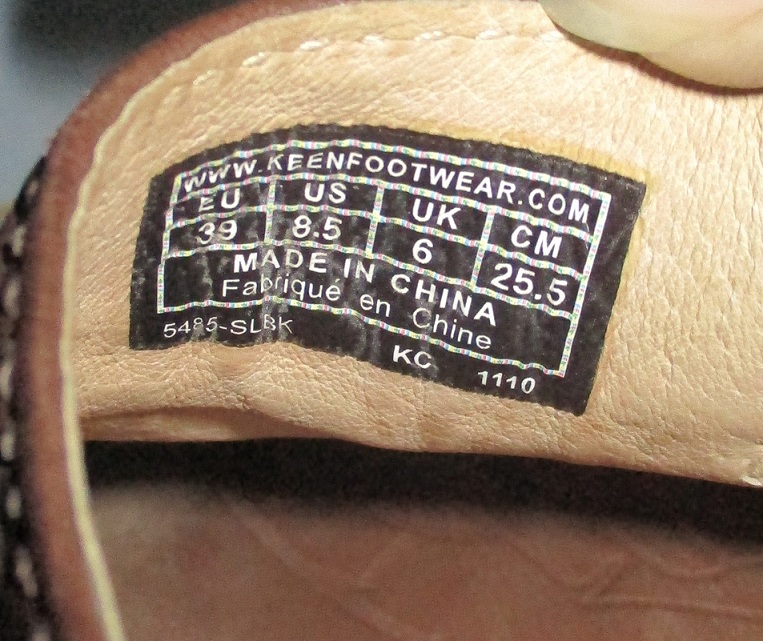 WWW.KEENFOOTWEAR.COM
EU US UK CM
39 8.5 6 25.5
MADE IN CHINA
Fabriqué en Chine
5485-SLBK
KC 1110